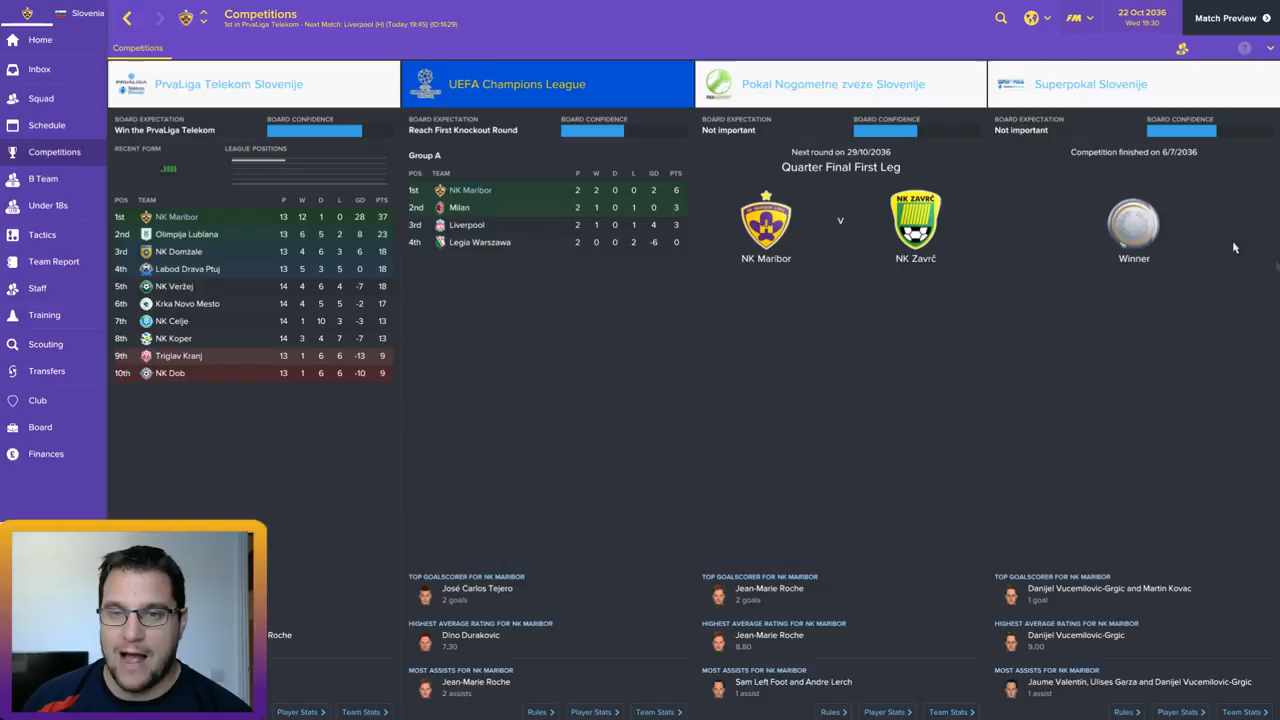 Slovenia
Competitions
1st in PrvaLiga Telekom - Next Match: Liverpool (H) (Today 19:45) (ID:1629)
FM
22 Oct 2036
Wed 19:30
Match Preview
Competitions
Home
Inbox
Squad
Schedule
Competitions
B Team
Under 18s
Tactics
Team Report
Staff
Training
Scouting
Transfers
Club
Board
Finances
PrvaLiga Telekom Slovenije
BOARD EXPECTATION
Win the PrvaLiga Telekom
BOARD CONFIDENCE
RECENT FORM
LEAGUE POSITIONS
POS TEAM P W D L GD PTS
1st NK Maribor 13 12 1 0 28 37
2nd Olimpija Lublana 13 6 5 2 8 23
3rd NK Domžale 13 4 6 3 6 18
4th Labod Drava Ptuj 13 5 3 5 0 18
5th NK Veržej 14 4 6 4 -7 18
6th Krka Novo Mesto 14 4 5 5 -2 17
7th NK Celje 14 1 10 3 -3 13
8th NK Koper 14 3 4 7 -7 13
9th Triglav Kranj 13 1 6 6 -13 9
10th NK Dob 13 1 6 6 -10 9
Roche
Player Stats
Team Stats
UEFA Champions League
BOARD EXPECTATION
Reach First Knockout Round
BOARD CONFIDENCE
Group A
POS TEAM P W D L GD PTS
1st NK Maribor 2 2 0 0 2 6
2nd Milan 2 1 0 1 0 3
3rd Liverpool 2 1 0 1 4 3
4th Legia Warszawa 2 0 0 2 -6 0
TOP GOALSCORER FOR NK MARIBOR
José Carlos Tejero
2 goals
HIGHEST AVERAGE RATING FOR NK MARIBOR
Dino Durakovic
7.30
MOST ASSISTS FOR NK MARIBOR
Jean-Marie Roche
2 assists
Rules
Player Stats
Team Stats
Pokal Nogometne zveze Slovenije
BOARD EXPECTATION
Not important
BOARD CONFIDENCE
Next round on 29/10/2036
Quarter Final First Leg
V
NK ZAVRČ
NK Maribor
NK Zavrč
TOP GOALSCORER FOR NK MARIBOR
Jean-Marie Roche
2 goals
HIGHEST AVERAGE RATING FOR NK MARIBOR
Jean-Marie Roche
8.80
MOST ASSISTS FOR NK MARIBOR
Sam Left Foot and Andre Lerch
1 assist
Rules
Player Stats
Team Stats
Superpokal Slovenije
BOARD EXPECTATION
Not important
BOARD CONFIDENCE
Competition finished on 6/7/2036
Winner
TOP GOALSCORER FOR NK MARIBOR
Danijel Vucemilovic-Grgic and Martin Kovac
1 goal
HIGHEST AVERAGE RATING FOR NK MARIBOR
Danijel Vucemilovic-Grgic
9.00
MOST ASSISTS FOR NK MARIBOR
Jaume Valentín, Ulises Garza and Danijel Vucemilovic-Grgic
1 assist
Rules
Player Stats
Team Stats